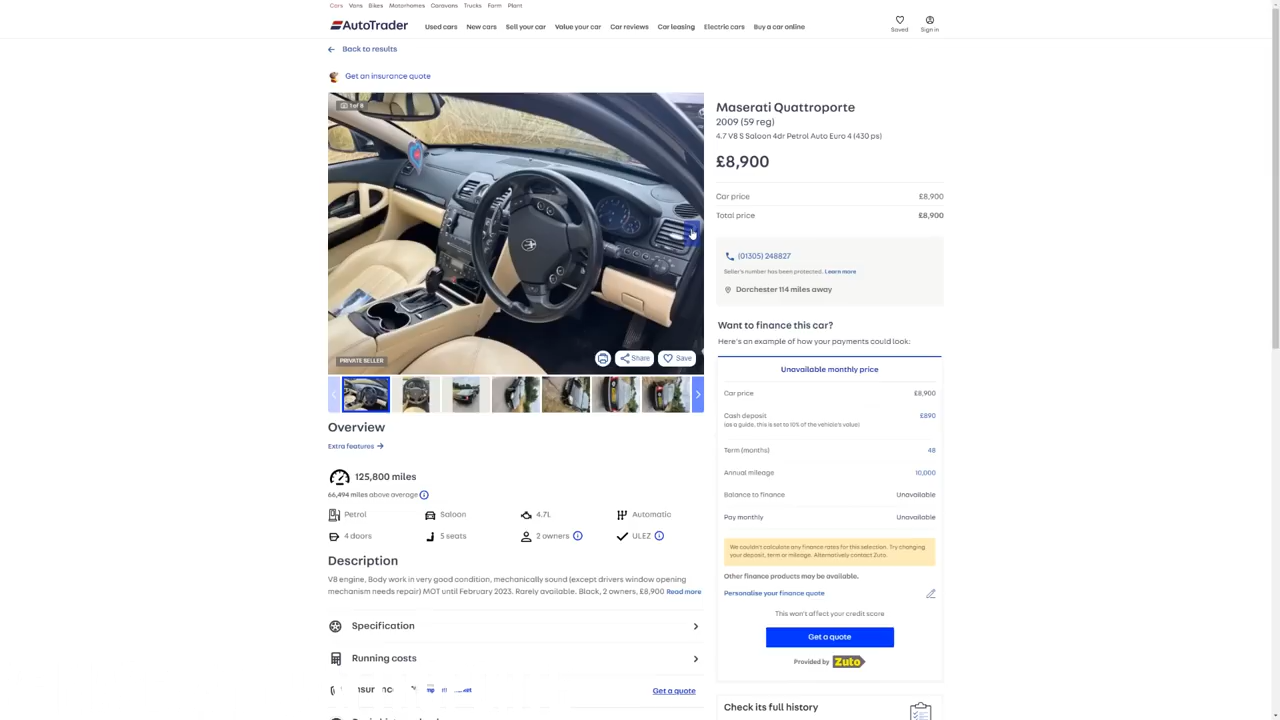 Cars Vans Bikes Motorhomes Caravans Trucks Farm Plant
AutoTrader Used cars New cars Sell your car Value your car Car reviews Car leasing Electric cars Buy a car online Saved Sign in
Back to results
Get an insurance quote
1 of 8
PRIVATE SELLER
Share
Save
Overview
Extra features
125,800 miles
66,494 miles above average
Petrol Saloon 4.7L Automatic
4 doors 5 seats 2 owners ULEZ
Description
V8 engine, Body work in very good condition, mechanically sound (except drivers window opening
mechanism needs repair) MOT until February 2023. Rarely available. Black, 2 owners, £8,900 Read more
Specification
Running costs
Get a quote
Maserati Quattroporte
2009 (59 reg)
4.7 V8 S Saloon 4dr Petrol Auto Euro 4 (430 ps)
£8,900
Car price £8,900
Total price £8,900
(01305) 248827
Seller's number has been protected. Learn more
Dorchester 114 miles away
Want to finance this car?
Here's an example of how your payments could look:
Unavailable monthly price
Car price £8,900
Cash deposit £890
(as a guide, this is set to 10% of the vehicle's value)
Term (months) 48
Annual mileage 10,000
Balance to finance Unavailable
Pay monthly Unavailable
We couldn't calculate any finance rates for this selection. Try changing
your deposit, term or mileage. Alternatively contact Zuto.
Other finance products may be available.
Personalise your finance quote
This won't affect your credit score
Get a quote
Provided by Zuto
Check its full history